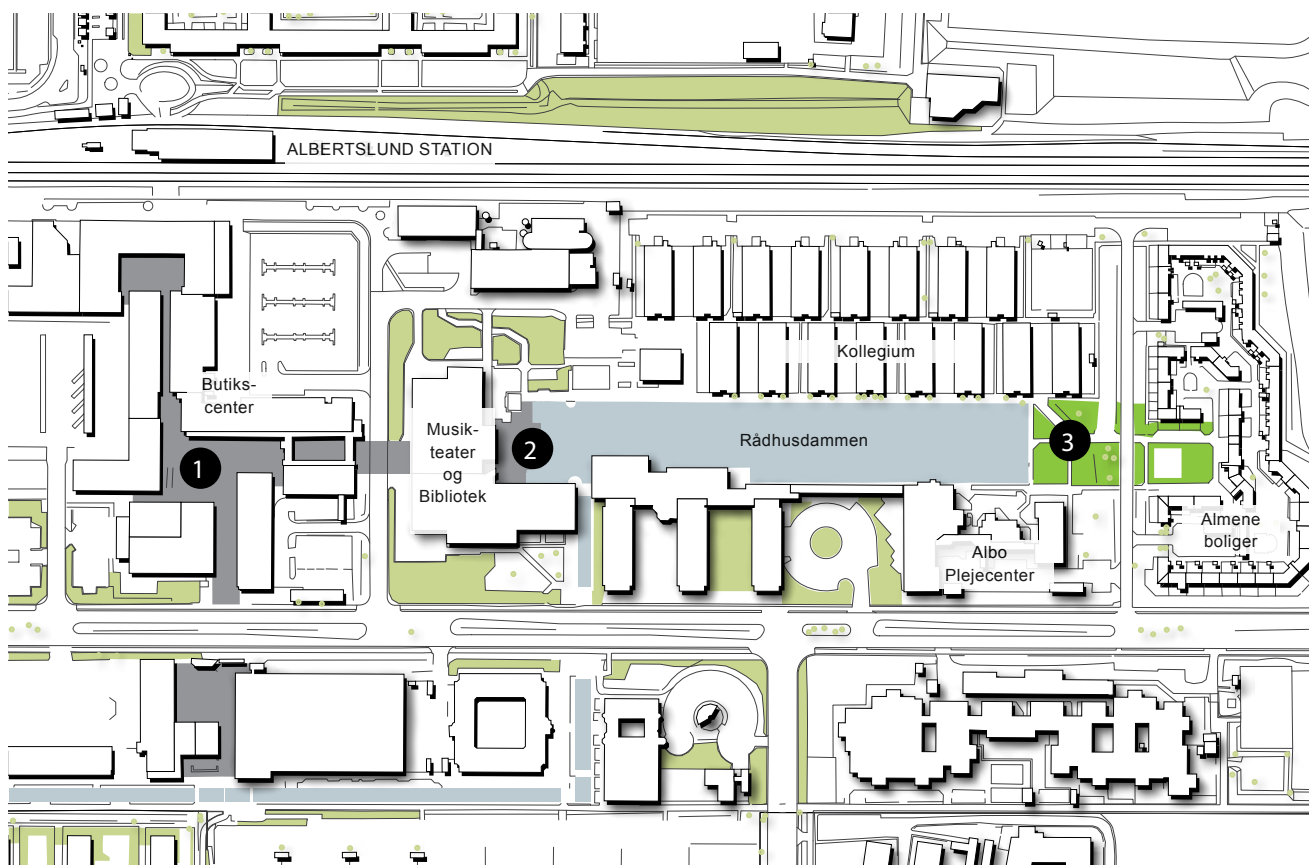 ALBERTSLUND STATION
Butiks-
center
Musik-
teater
og
Bibliotek
Kollegium
Rådhusdammen
Albo
Plejecenter
Almene
boliger
1
2
3